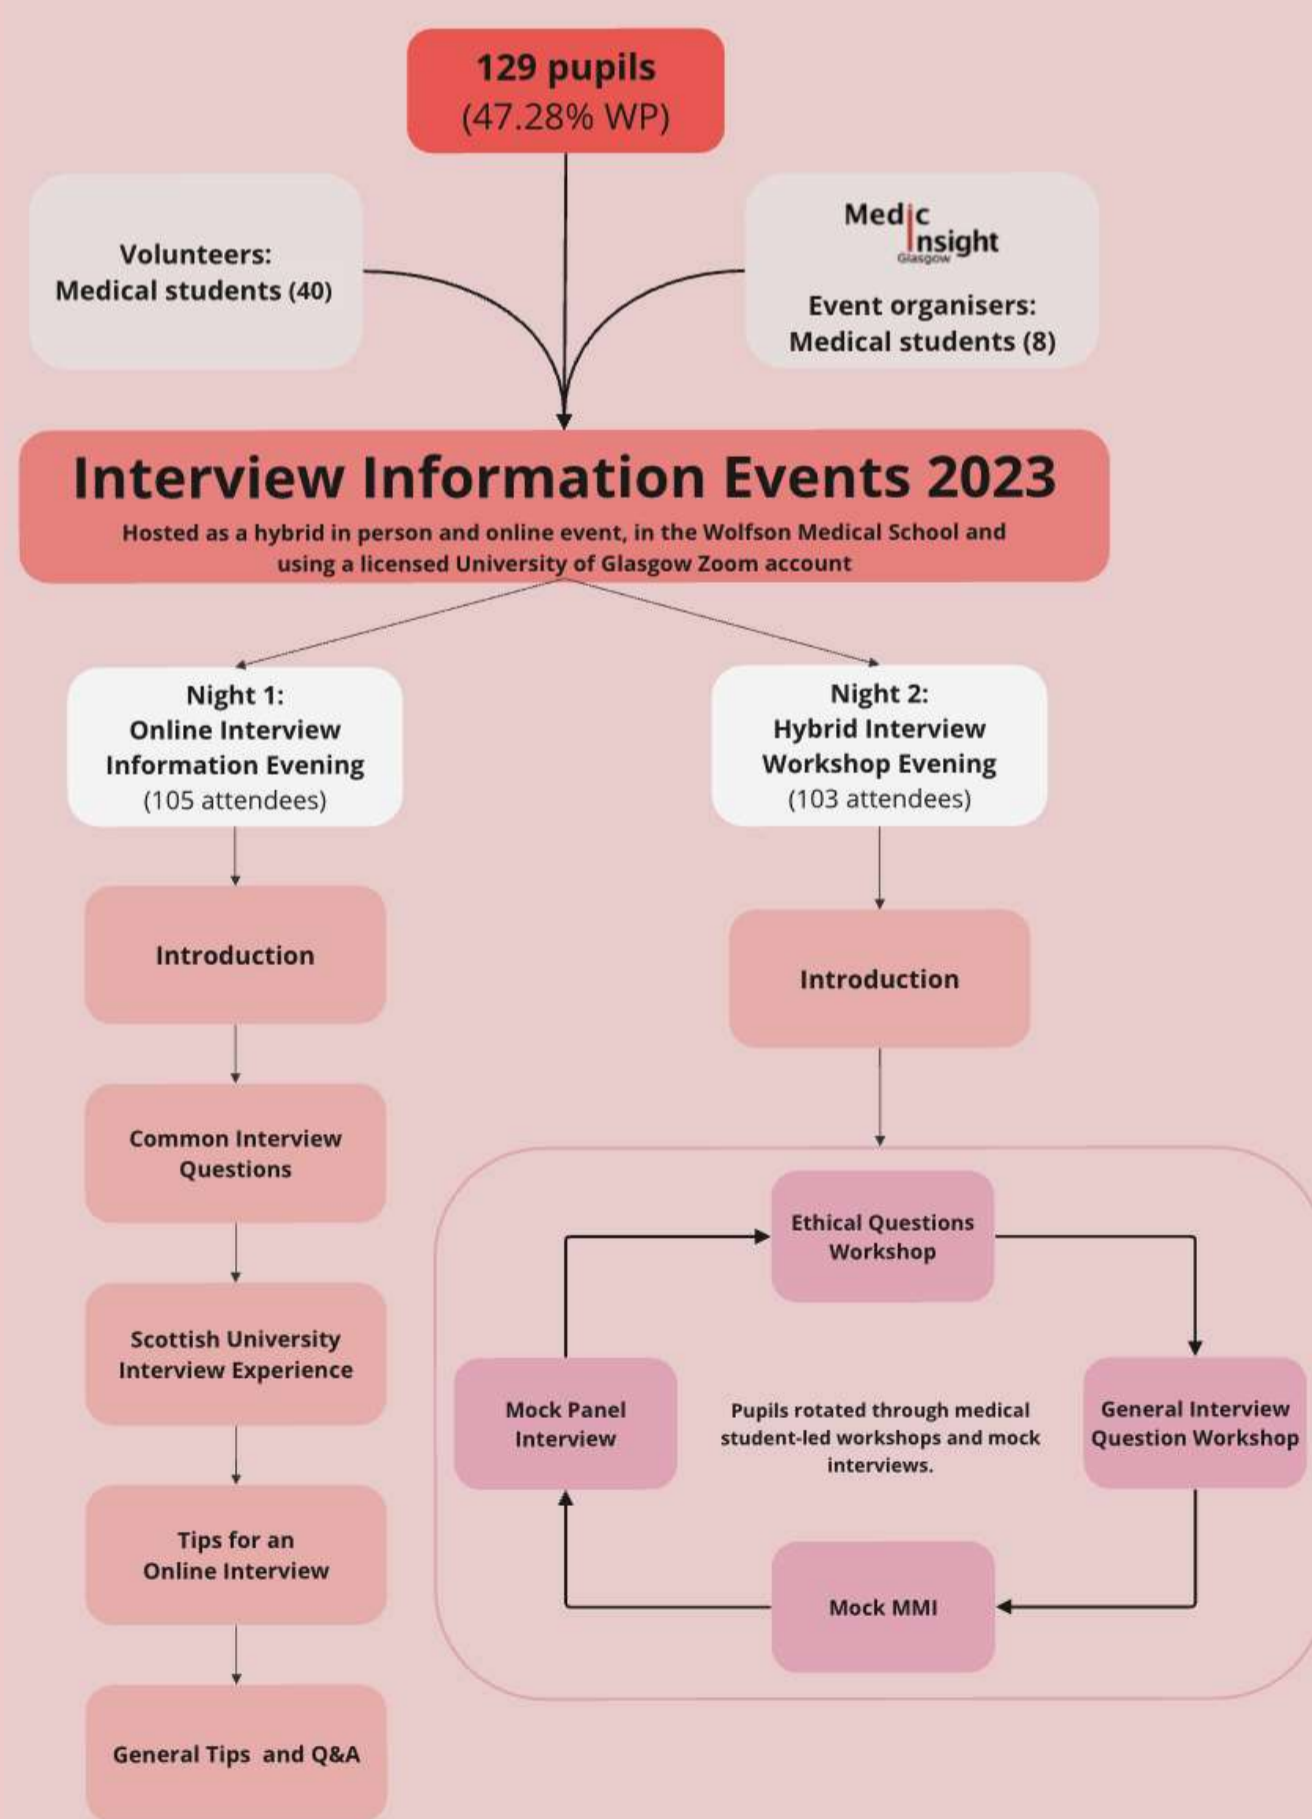 129 pupils
(47.28% WP)
Volunteers:
Medical students (40)
Medic
Insight
Glasgow
Event organisers:
Medical students (8)
Interview Information Events 2023
Hosted as a hybrid in person and online event, in the Wolfson Medical School and
using a licensed University of Glasgow Zoom account
Night 1:
Online Interview
Information Evening
(105 attendees)
Introduction
Common Interview
Questions
Scottish University
Interview Experience
Tips for an
Online Interview
General Tips and Q&A
Night 2:
Hybrid Interview
Workshop Evening
(103 attendees)
Introduction
Ethical Questions
Workshop
General Interview
Question Workshop
Mock MMI
Mock Panel
Interview
Pupils rotated through medical
student-led workshops and mock
interviews.